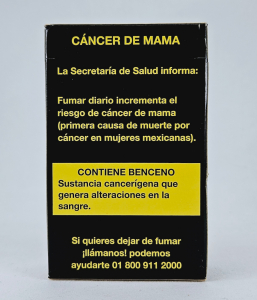 CÁNCER DE MAMA
La Secretaría de Salud informa:
Fumar diario incrementa el
riesgo de cáncer de mama
(primera causa de muerte por
cáncer en mujeres mexicanas).
CONTIENE BENCENO
Sustancia cancerígena que
genera alteraciones en la
sangre.
Si quieres dejar de fumar
¡llámanos! podemos
ayudarte 01 800 911 2000